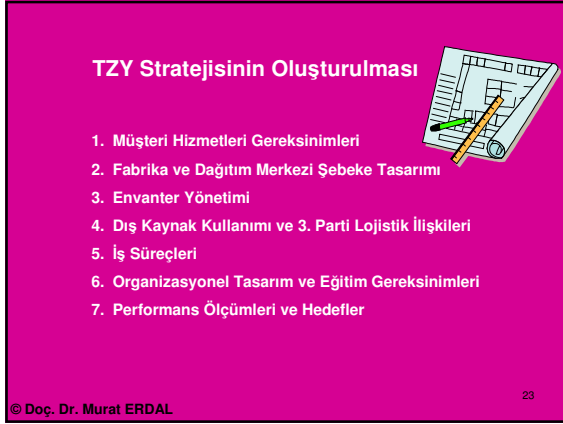 TZY Stratejisinin Oluşturulması
1. Müşteri Hizmetleri Gereksinimleri
2. Fabrika ve Dağıtım Merkezi Şebeke Tasarımı
3. Envanter Yönetimi
4. Dış Kaynak Kullanımı ve 3. Parti Lojistik İlişkileri
5. İş Süreçleri
6. Organizasyonel Tasarım ve Eğitim Gereksinimleri
7. Performans Ölçümleri ve Hedefler
23
© Doç. Dr. Murat ERDAL